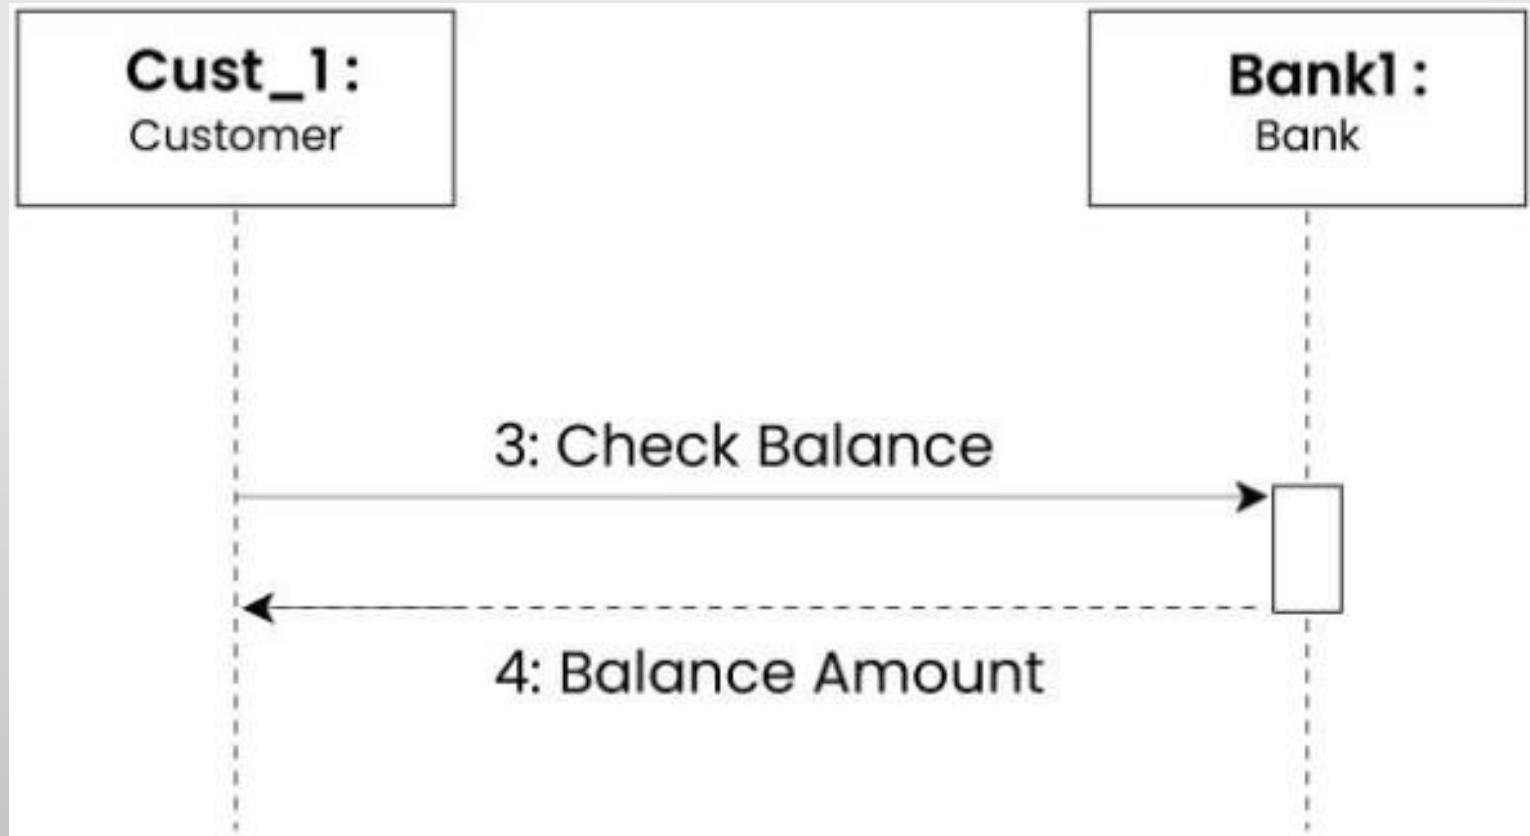 Cust_1:
Customer
Bank1:
Bank
3: Check Balance
4: Balance Amount